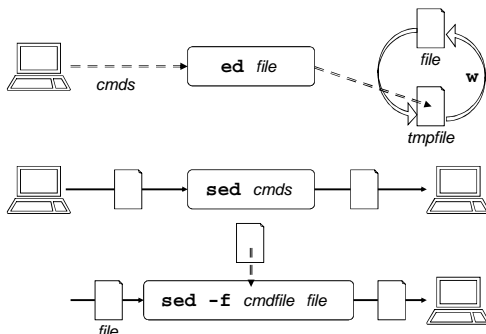 file
ed file
w
cmds
tmpfile
sed cmds
sed -f cmdfile file
file